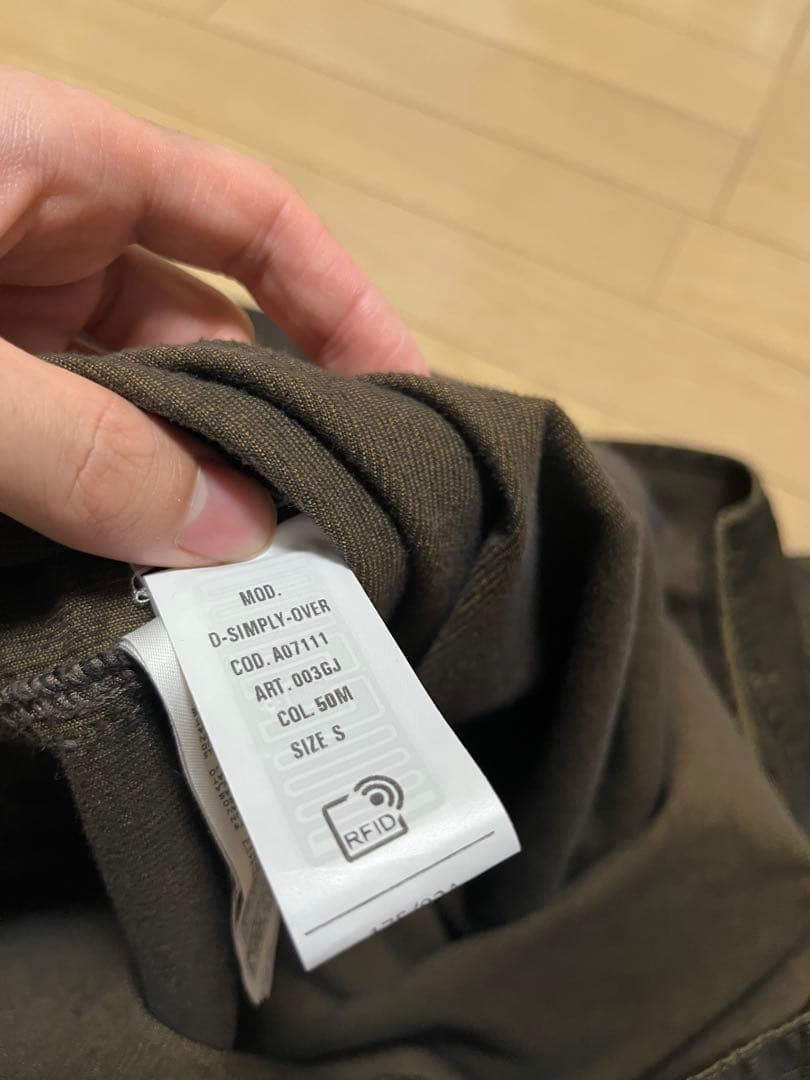 MOD.
D-SIMPLY-OVER
COD. A07111
ART. 003GJ
COL. 50M
SIZE S
RFID